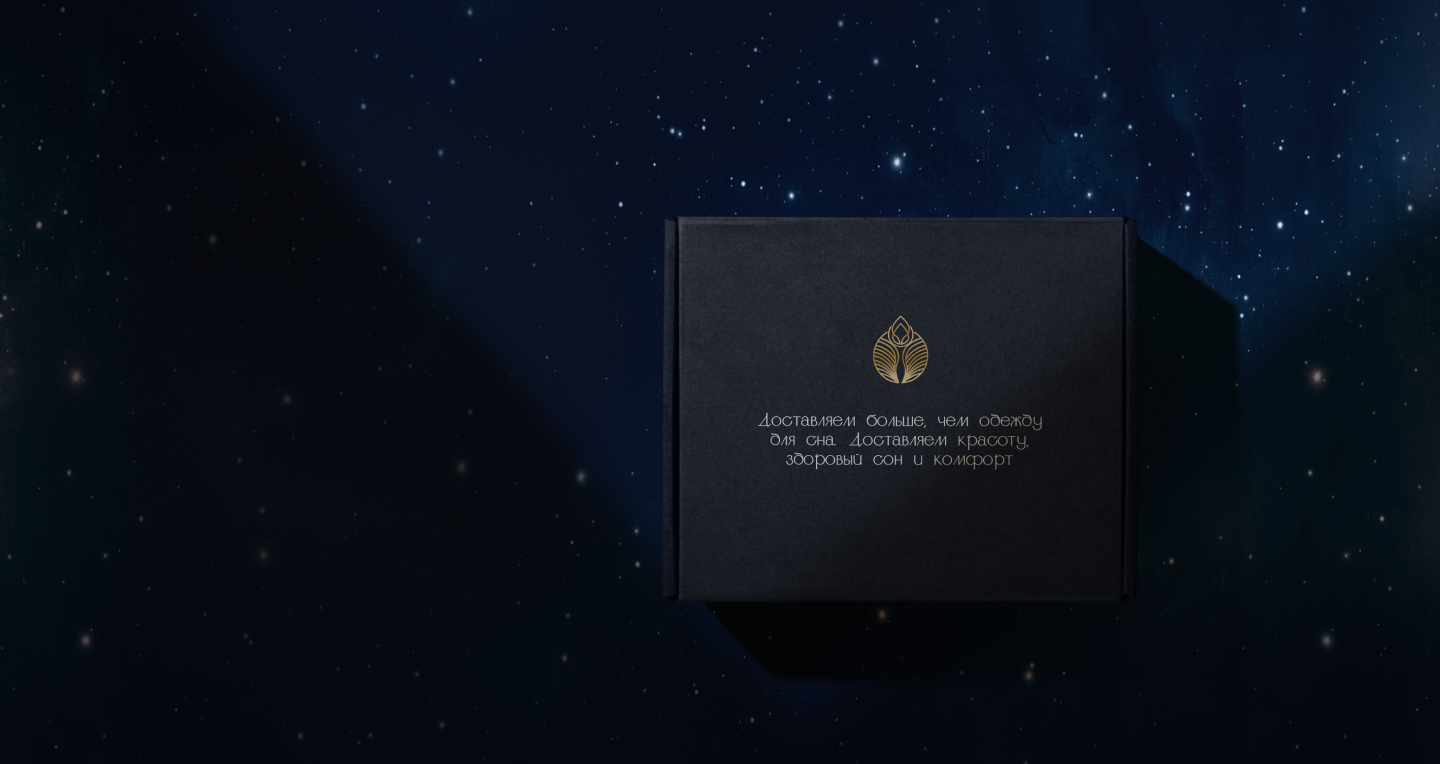 Доставляем больше, чем одежду
для сна. Доставляем красоту,
здоровый сон и комфорт